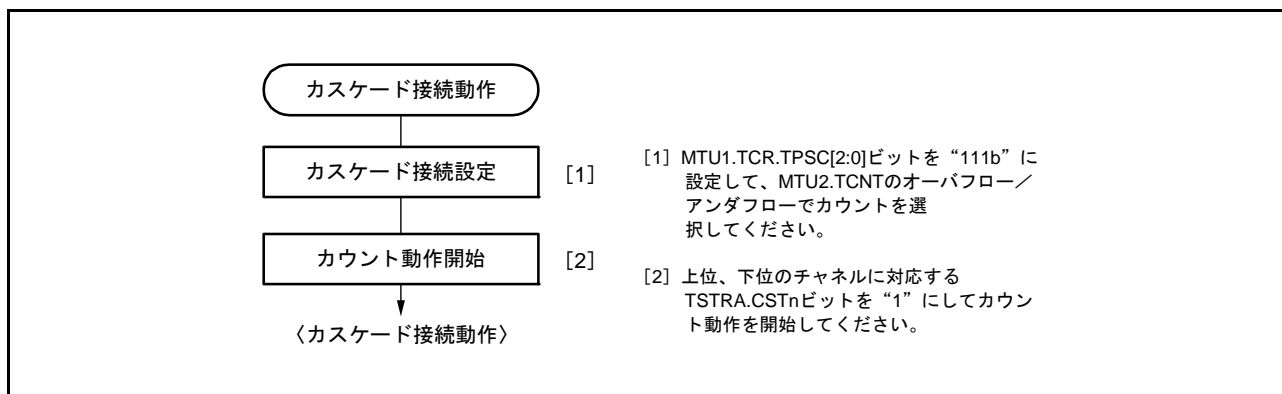 カスケード接続動作
カスケード接続設定
[1]
カウント動作開始
[2]
〈カスケード接続動作〉
[1] MTU1.TCR.TPSC[2:0]ビットを“111b”に
設定して、MTU2.TCNTのオーバフロー／
アンダフローでカウントを選
択してください。
[2] 上位、下位のチャネルに対応する
TSTRA.CSTnビットを“1”にしてカウン
ト動作を開始してください。